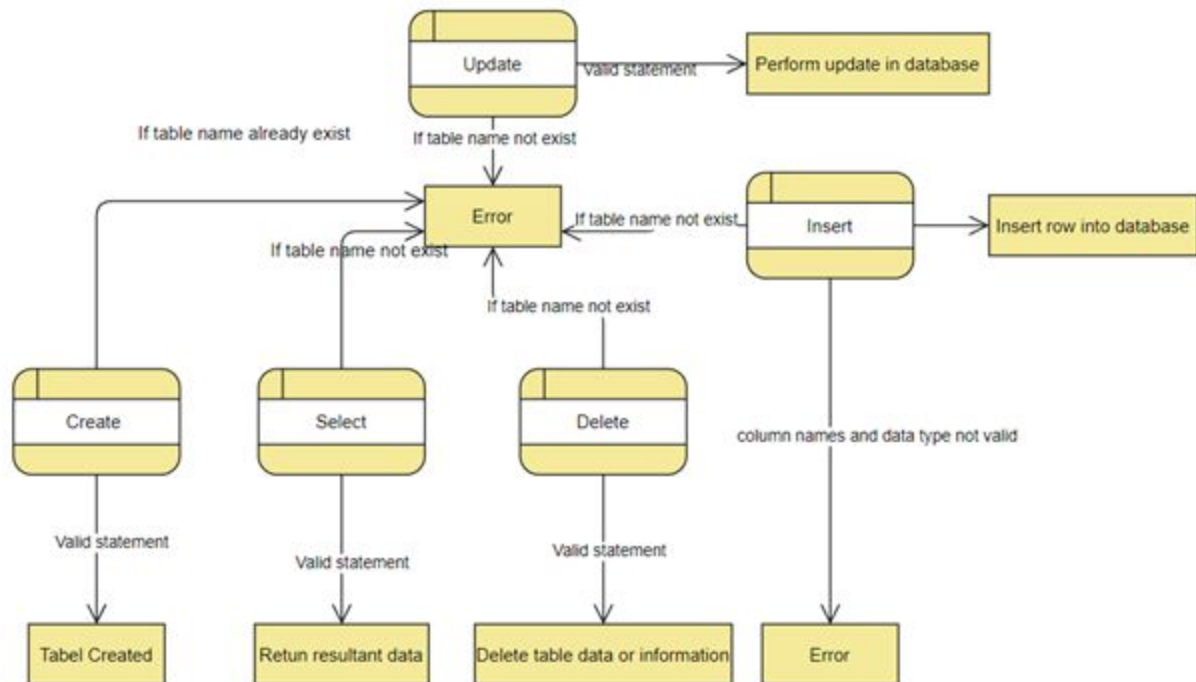 Update
Valid statement
Perform update in database
If table name already exist
If table name not exist
Error
If table name not exist
Insert
Insert row into database
If table name not exist
If table name not exist
Create
Select
Delete
column names and data type not valid
Valid statement
Valid statement
Valid statement
Tabel Created
Retun resultant data
Delete table data or information
Error